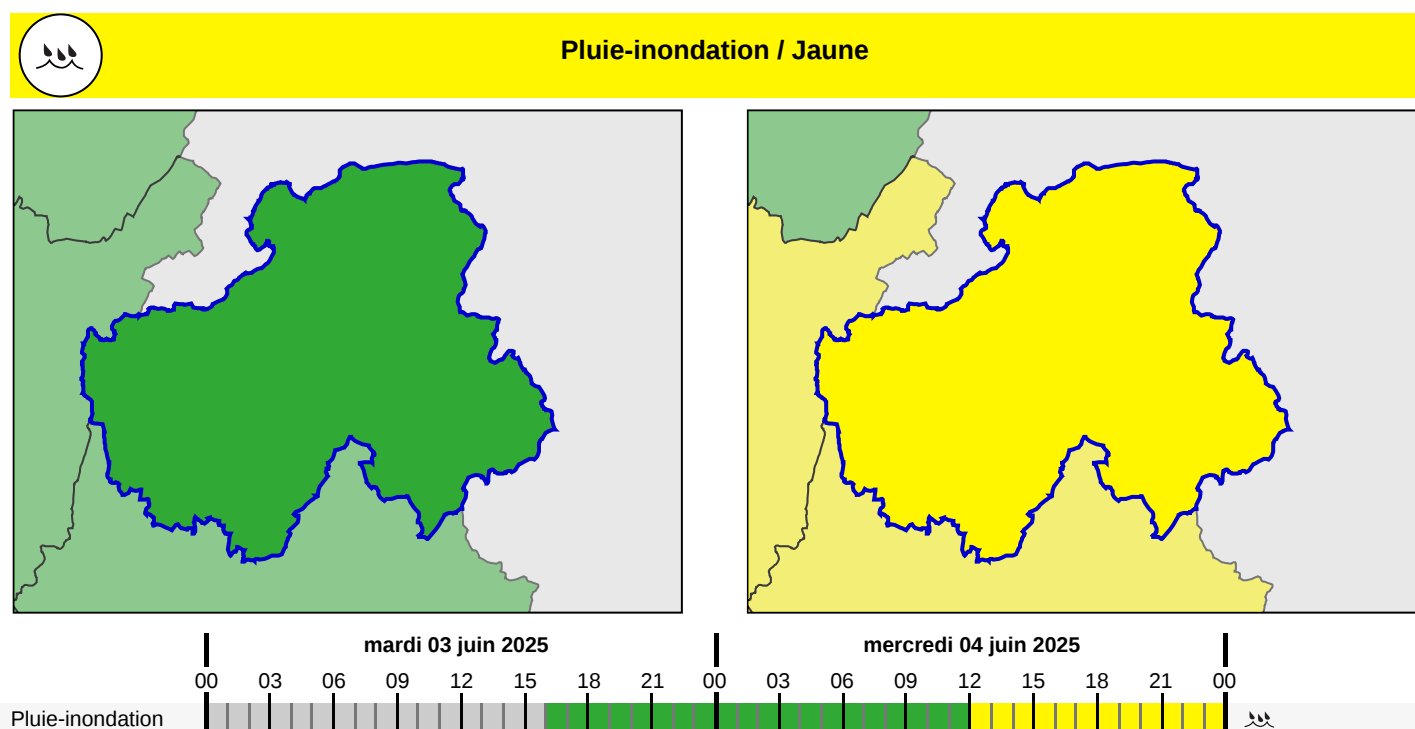 Pluie-inondation / Jaune
mardi 03 juin 2025 mercredi 04 juin 2025
00 03 06 09 12 15 18 21 00 03 06 09 12 15 18 21 00
Pluie-inondation